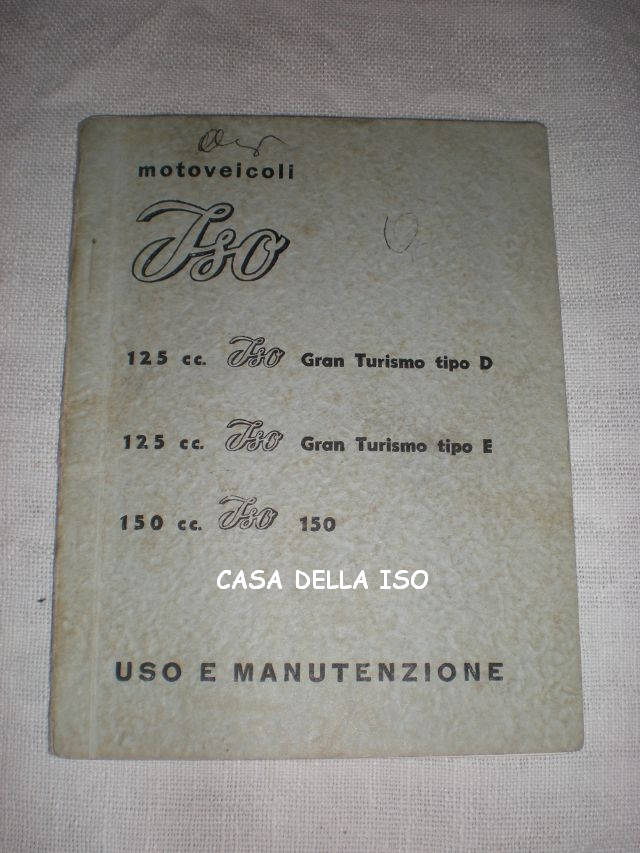 motoveicoli
Iso
125 cc. Iso Gran Turismo tipo D
125 cc. Iso Gran Turismo tipo E
150 cc. Iso 150
CASA DELLA ISO
USO E MANUTENZIONE